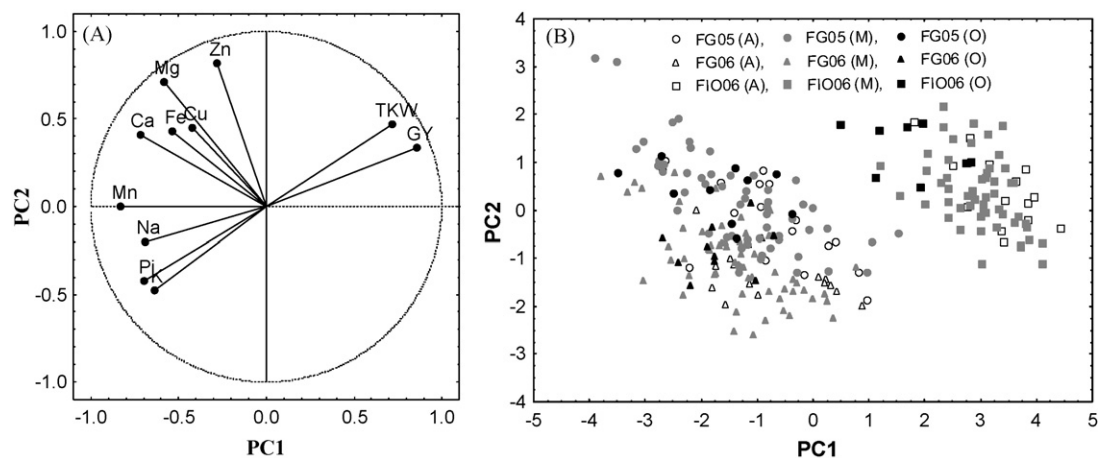 (A)
1.0
0.5
0.0
-0.5
-1.0
PC2
Zn
Mg
Fe
Cu
Ca
Mn
Na
Pi
K
TKW
GY
-1.0 -0.5 0.0 0.5 1.0
PC1
(B)
FG05 (A), FG05 (M), FG05 (O)
FG06 (A), FG06 (M), FG06 (O)
FIO06 (A), FIO06 (M), FIO06 (O)
4
3
2
1
0
-1
-2
-3
-4
PC2
-5 -4 -3 -2 -1 0 1 2 3 4 5
PC1